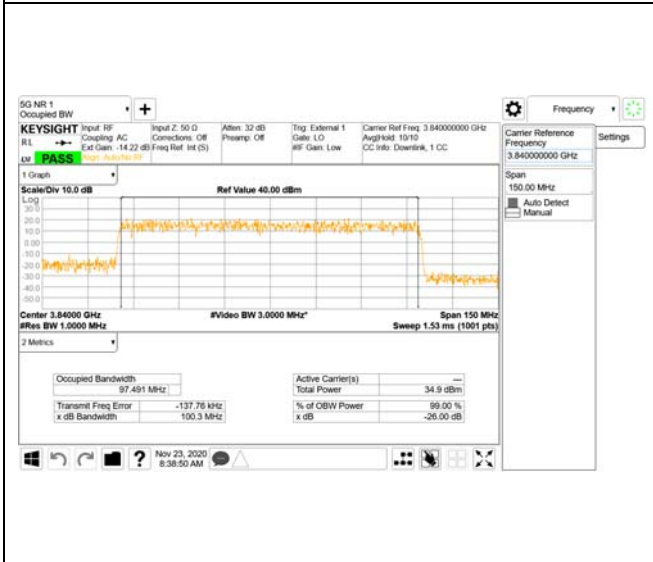 5G NR 1
Occupied BW
Frequency
KEYSIGHT
R L
PASS
Input: RF
Coupling: AC
Ext Gain: -14.22 dB
Align: Auto/No RF
Input Z: 50 Ω
Corrections: Off
Freq Ref: Int (S)
Atten: 32 dB
Preamp: Off
Trig: External 1
Gate: LO
#IF Gain: Low
Carrier Ref Freq: 3.840000000 GHz
Avg|Hold: 10/10
CC Info: Downlink, 1 CC
Carrier Reference
Frequency
3.840000000 GHz
Settings
Span
150.00 MHz
Auto Detect
Manual
1 Graph
Scale/Div 10.0 dB
Ref Value 40.00 dBm
Log
30.0
20.0
10.0
0.00
-10.0
-20.0
-30.0
-40.0
-50.0
Center 3.84000 GHz
#Video BW 3.0000 MHz*
Span 150 MHz
#Res BW 1.0000 MHz
Sweep 1.53 ms (1001 pts)
2 Metrics
Occupied Bandwidth
97.491 MHz
Active Carrier(s) ---
Total Power 34.9 dBm
Transmit Freq Error -137.76 kHz
x dB Bandwidth 100.3 MHz
% of OBW Power 99.00 %
x dB -26.00 dB
Nov 23, 2020
8:38:50 AM